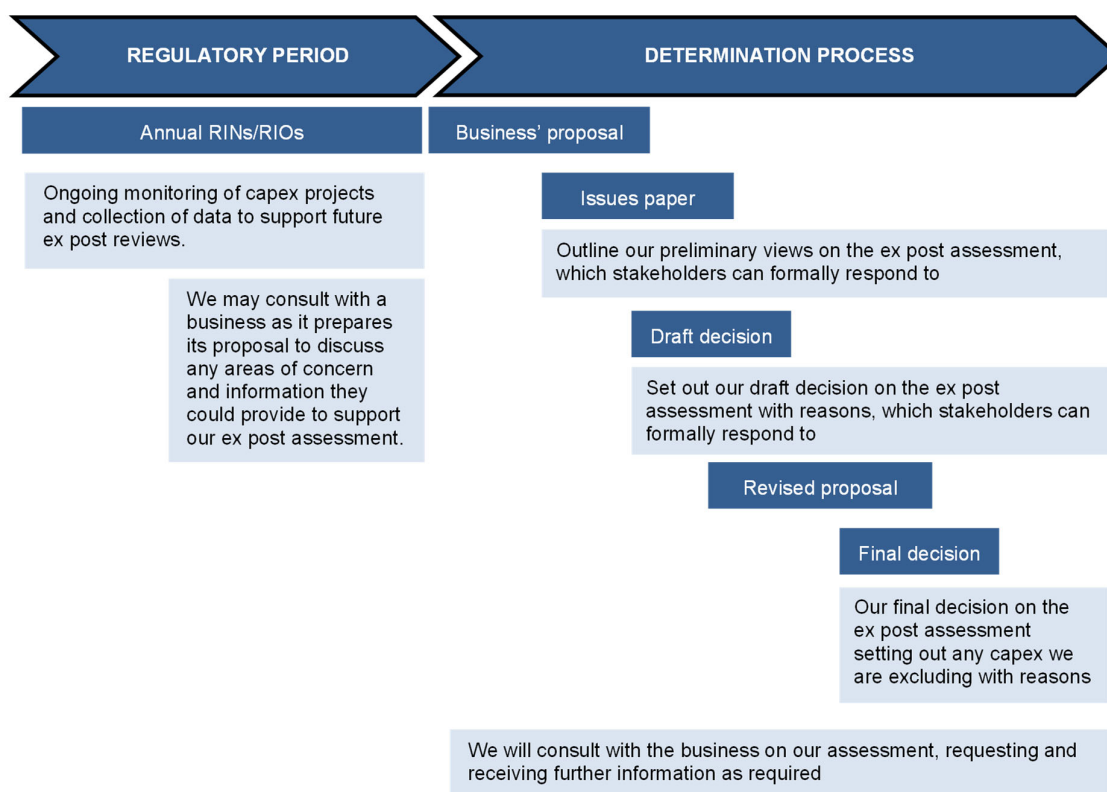 REGULATORY PERIOD
DETERMINATION PROCESS
Annual RINs/RIOs
Business’ proposal
Ongoing monitoring of capex projects
and collection of data to support future
ex post reviews.
Issues paper
Outline our preliminary views on the ex post assessment,
which stakeholders can formally respond to
We may consult with a
business as it prepares
its proposal to discuss
any areas of concern
and information they
could provide to support
our ex post assessment.
Draft decision
Set out our draft decision on the ex post
assessment with reasons, which stakeholders can
formally respond to
Revised proposal
Final decision
Our final decision on the
ex post assessment
setting out any capex we
are excluding with reasons
We will consult with the business on our assessment, requesting and
receiving further information as required